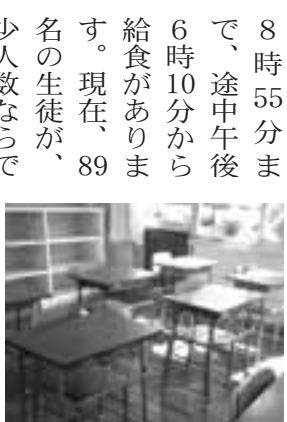 ８時55分ま
で、途中午後
６時10分から
給食がありま
す。現在、89
名の生徒が、
少人数ならで